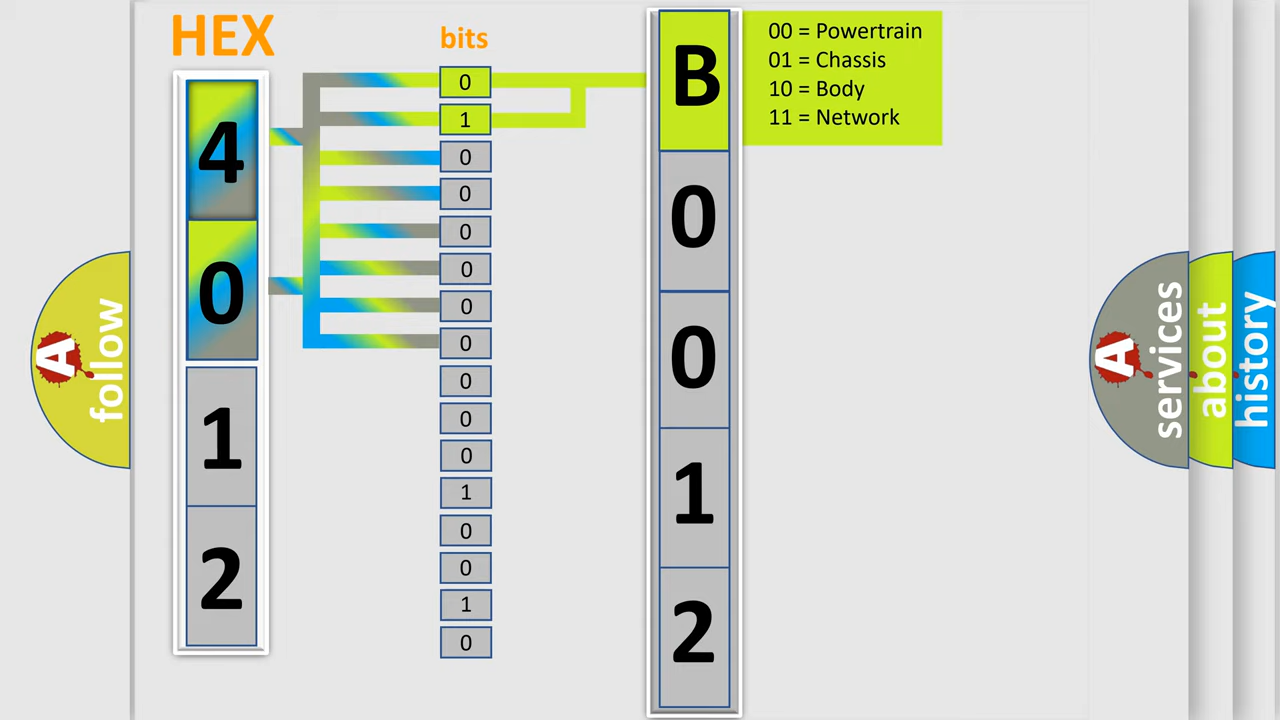 HEX
4
0
1
2
bits
0
1
0
0
0
0
0
0
0
0
0
1
0
0
1
0
B
0
0
1
2
00 = Powertrain
01 = Chassis
10 = Body
11 = Network
A
follow
A
services
about
history